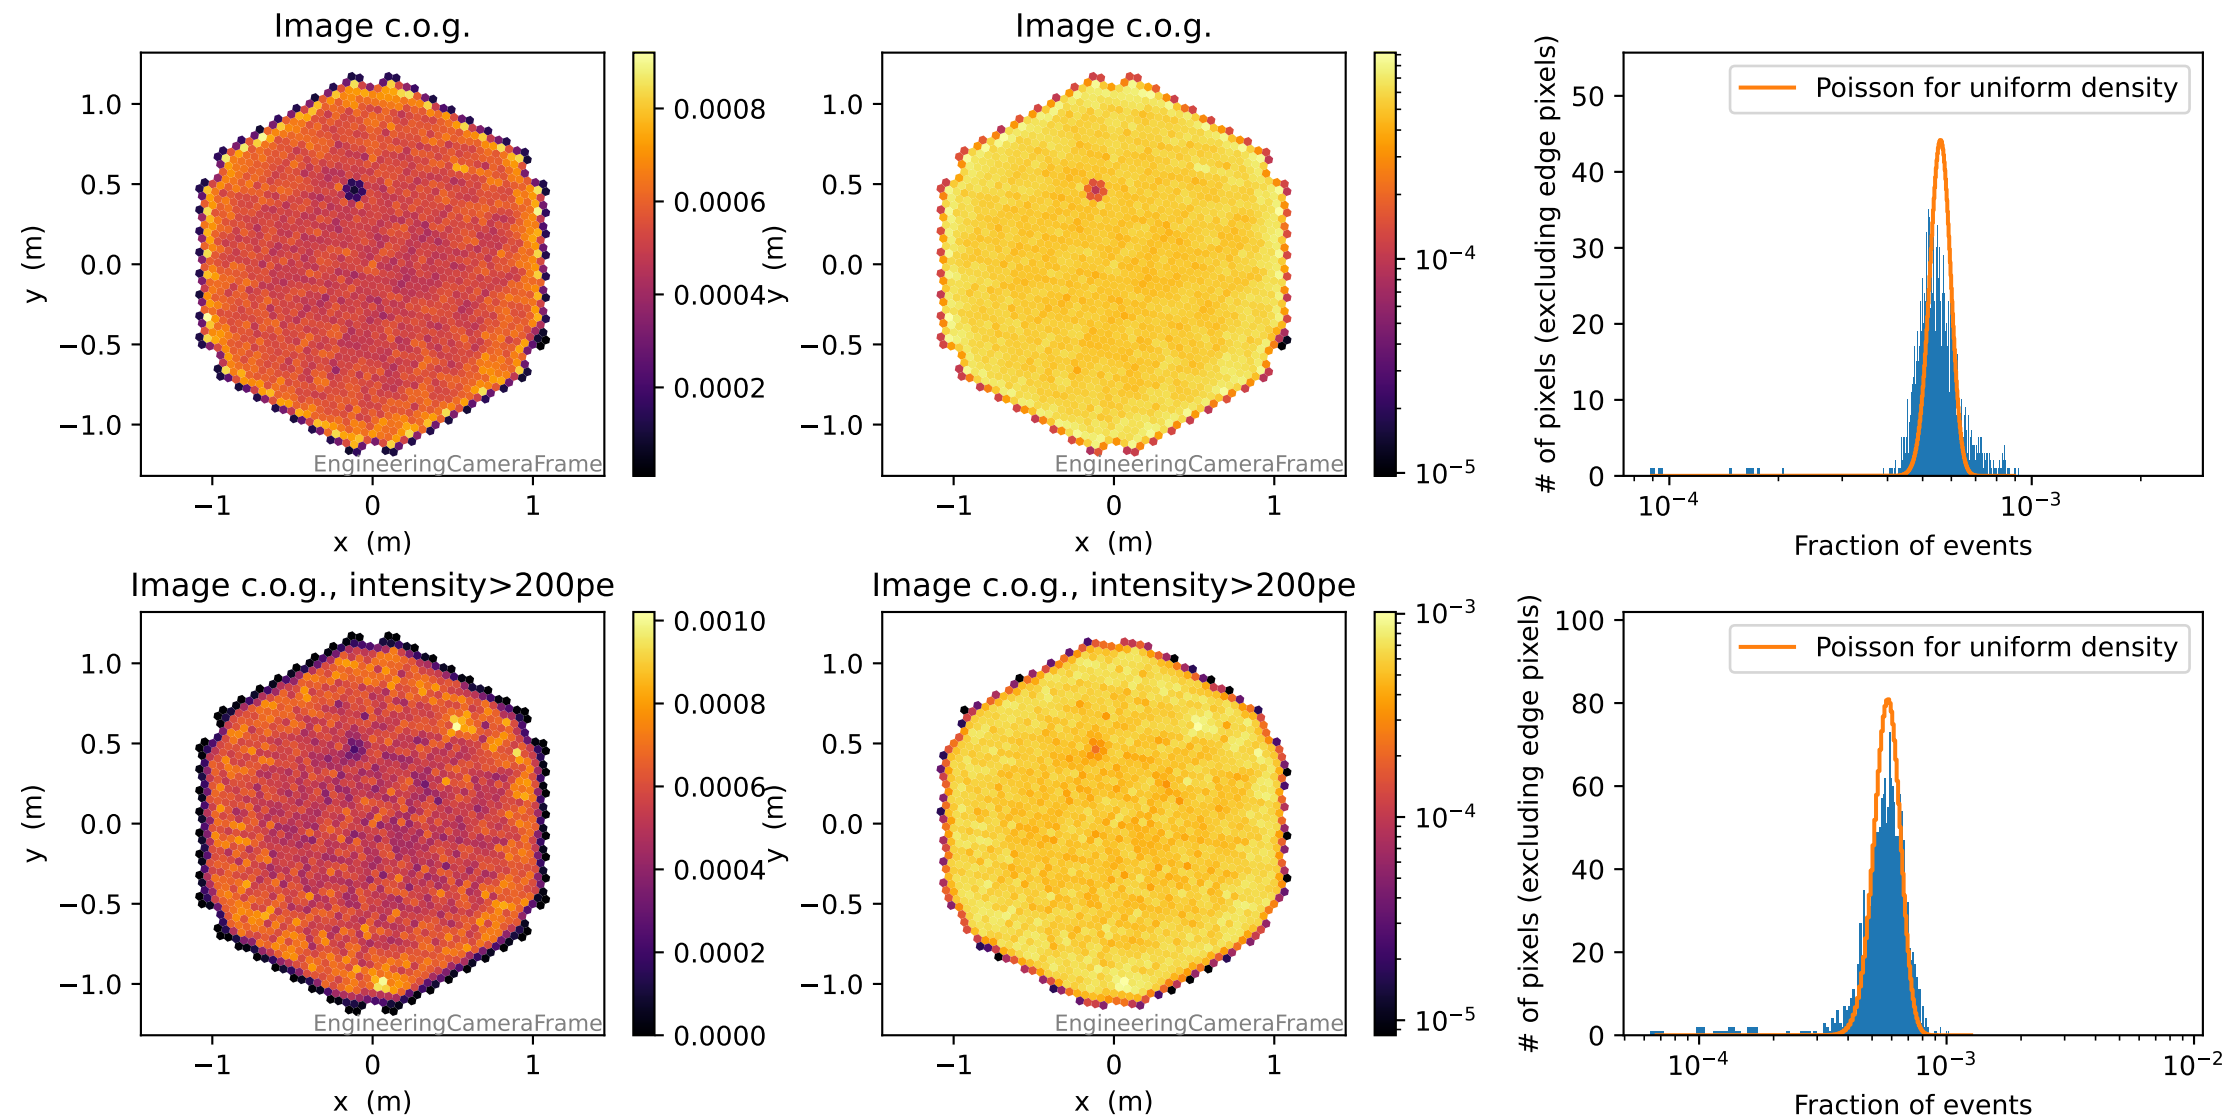 Image c.o.g.
1.0
0.5
0.0
−0.5
−1.0
y (m)
−1
0
1
x (m)
EngineeringCameraFrame
0.0008
0.0006
0.0004
0.0002
Image c.o.g.
1.0
0.5
0.0
−0.5
−1.0
y (m)
−1
0
1
x (m)
EngineeringCameraFrame
10⁻⁴
10⁻⁵
# of pixels (excluding edge pixels)
50
40
30
20
10
0
Poisson for uniform density
10⁻⁴
10⁻³
Fraction of events
Image c.o.g., intensity>200pe
1.0
0.5
0.0
−0.5
−1.0
y (m)
−1
0
1
x (m)
EngineeringCameraFrame
0.0010
0.0008
0.0006
0.0004
0.0002
0.0000
Image c.o.g., intensity>200pe
1.0
0.5
0.0
−0.5
−1.0
y (m)
−1
0
1
x (m)
EngineeringCameraFrame
10⁻³
10⁻⁴
10⁻⁵
# of pixels (excluding edge pixels)
100
80
60
40
20
0
Poisson for uniform density
10⁻⁴
10⁻³
10⁻²
Fraction of events